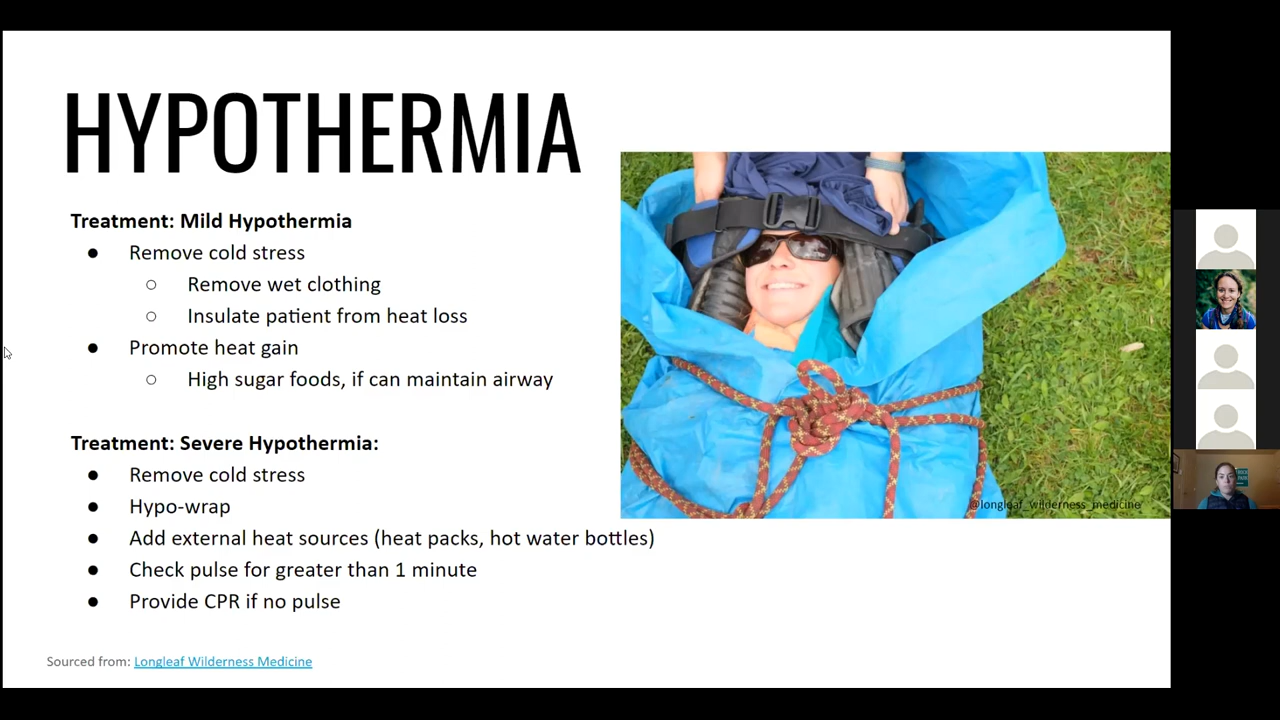 HYPOTHERMIA
Treatment: Mild Hypothermia
● Remove cold stress
○ Remove wet clothing
○ Insulate patient from heat loss
● Promote heat gain
○ High sugar foods, if can maintain airway
Treatment: Severe Hypothermia:
● Remove cold stress
● Hypo-wrap
● Add external heat sources (heat packs, hot water bottles)
● Check pulse for greater than 1 minute
● Provide CPR if no pulse
@longleaf_wilderness_medicine
Sourced from: Longleaf Wilderness Medicine